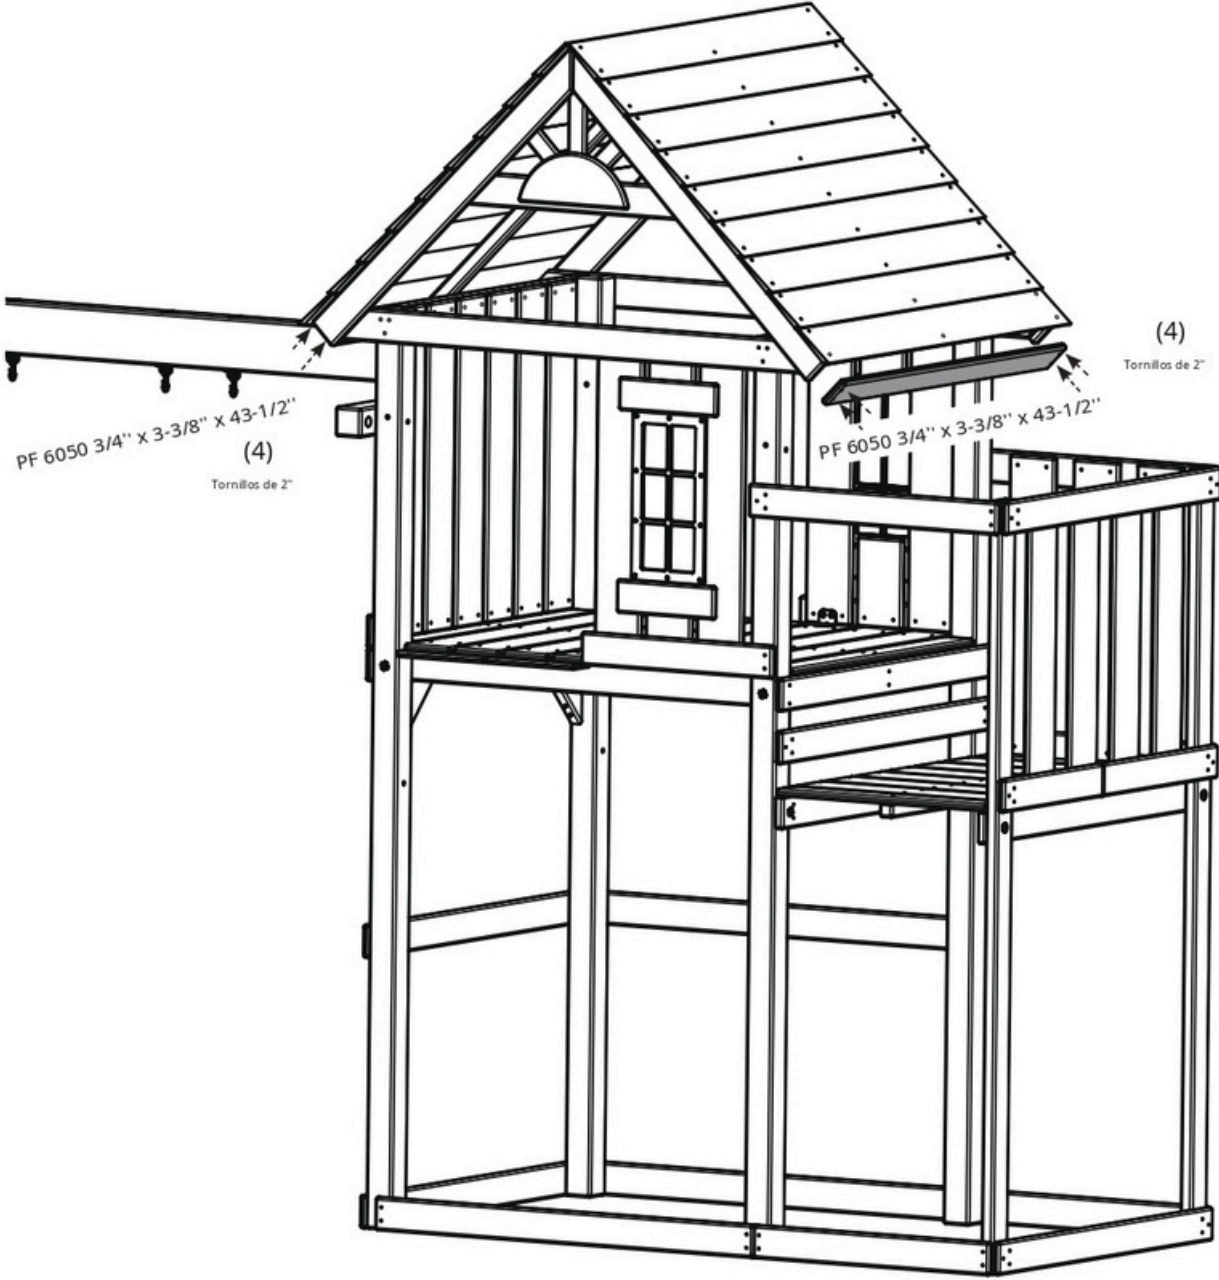 (4)
Tornillos de 2"
PF 6050 3/4'' x 3-3/8'' x 43-1/2''
(4)
Tornillos de 2"
PF 6050 3/4'' x 3-3/8'' x 43-1/2''